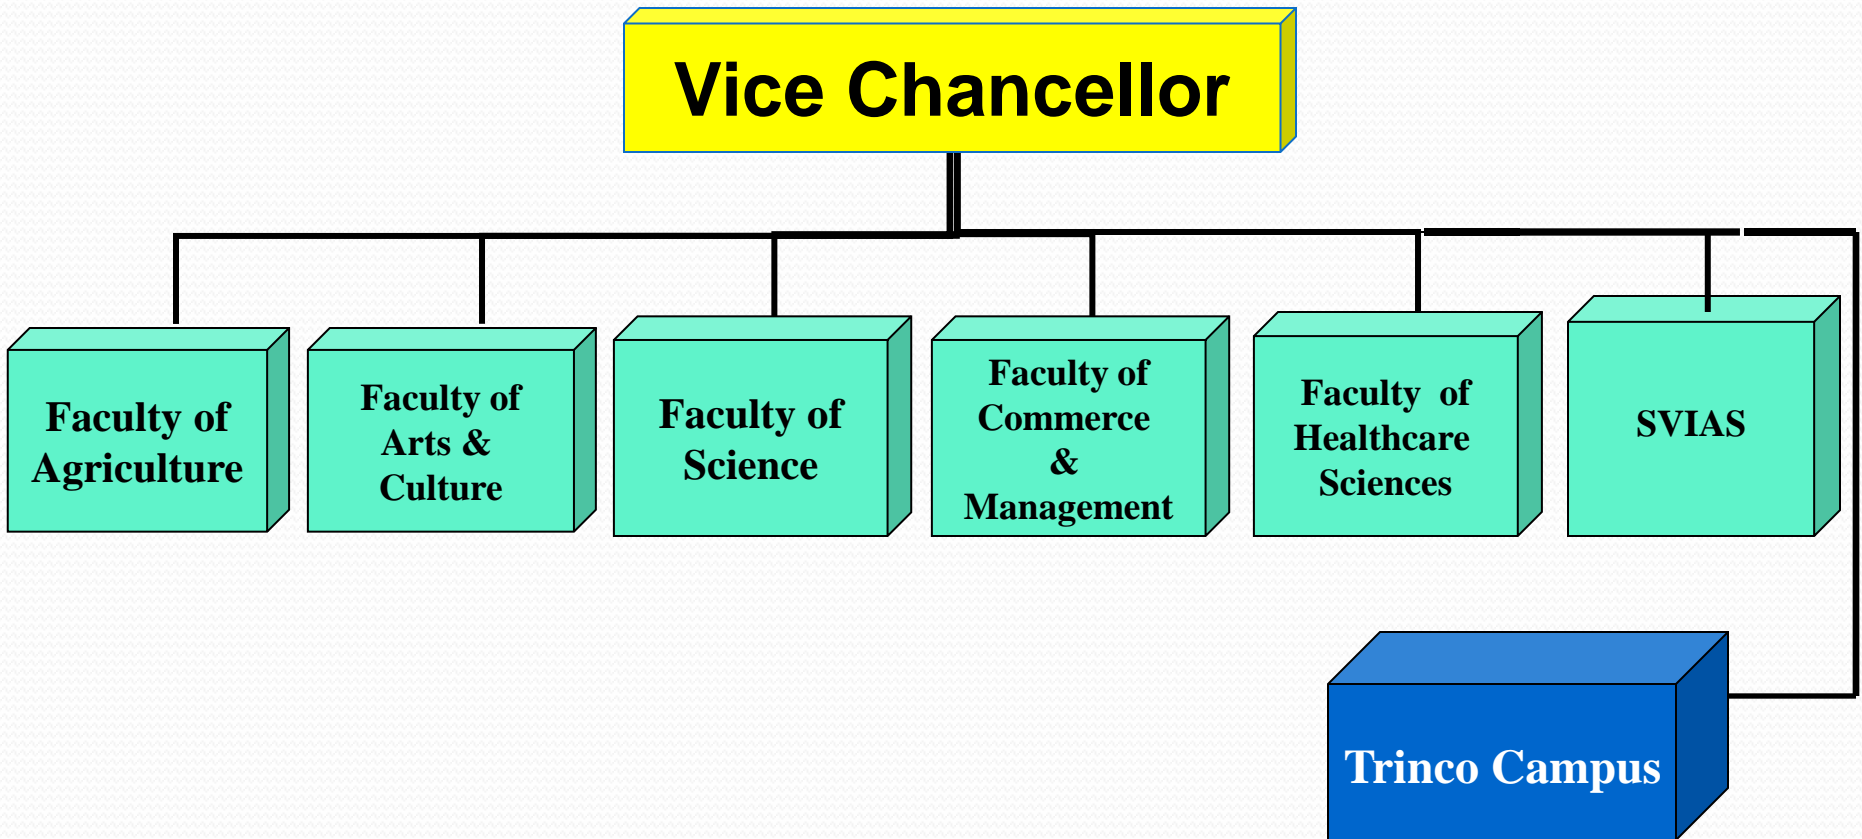 Vice Chancellor
Faculty of
Agriculture
Faculty of
Arts &
Culture
Faculty of
Science
Faculty of
Commerce
&
Management
Faculty of
Healthcare
Sciences
SVIAS
Trinco Campus